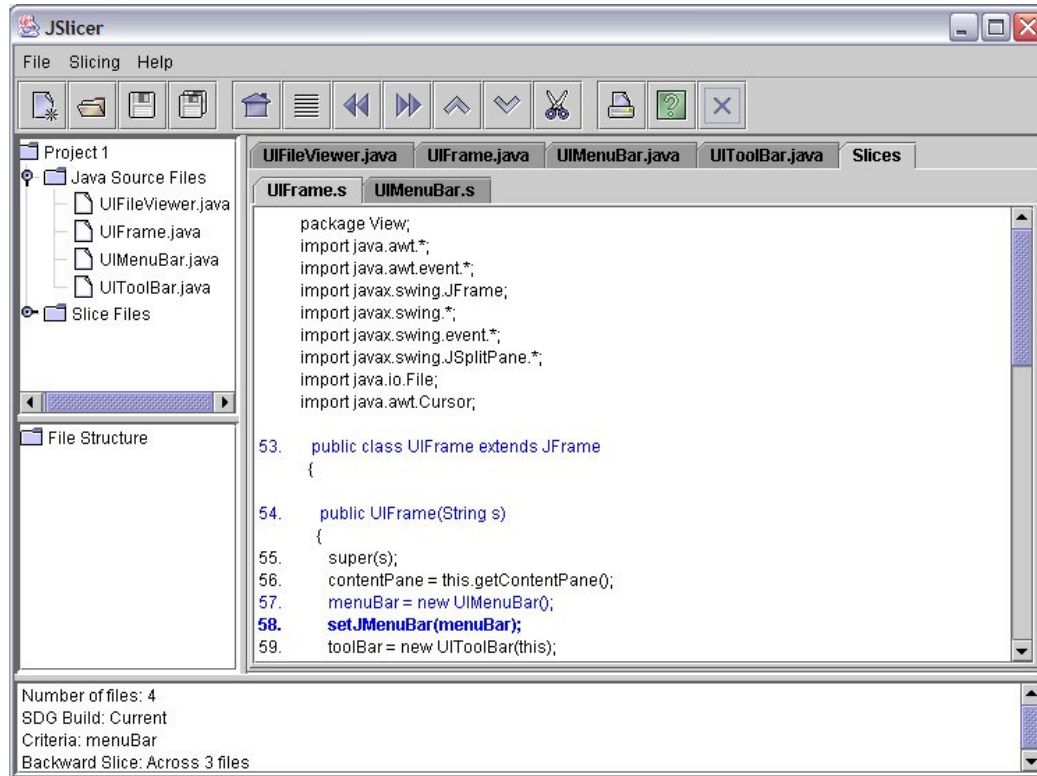 JSlicer
File Slicing Help
Project 1
Java Source Files
UIFileViewer.java
UIFrame.java
UIMenuBar.java
UIToolBar.java
Slice Files
File Structure
UIFileViewer.java UIFrame.java UIMenuBar.java UIToolBar.java Slices
UIFrame.s UIMenuBar.s
package View;
import java.awt.*;
import java.awt.event.*;
import javax.swing.JFrame;
import javax.swing.*;
import javax.swing.event.*;
import javax.swing.JSplitPane.*;
import java.io.File;
import java.awt.Cursor;
53. public class UIFrame extends JFrame
{
54. public UIFrame(String s)
{
55. super(s);
56. contentPane = this.getContentPane();
57. menuBar = new UIMenuBar();
58. setJMenuBar(menuBar);
59. toolBar = new UIToolBar(this);
Number of files: 4
SDG Build: Current
Criteria: menuBar
Backward Slice: Across 3 files